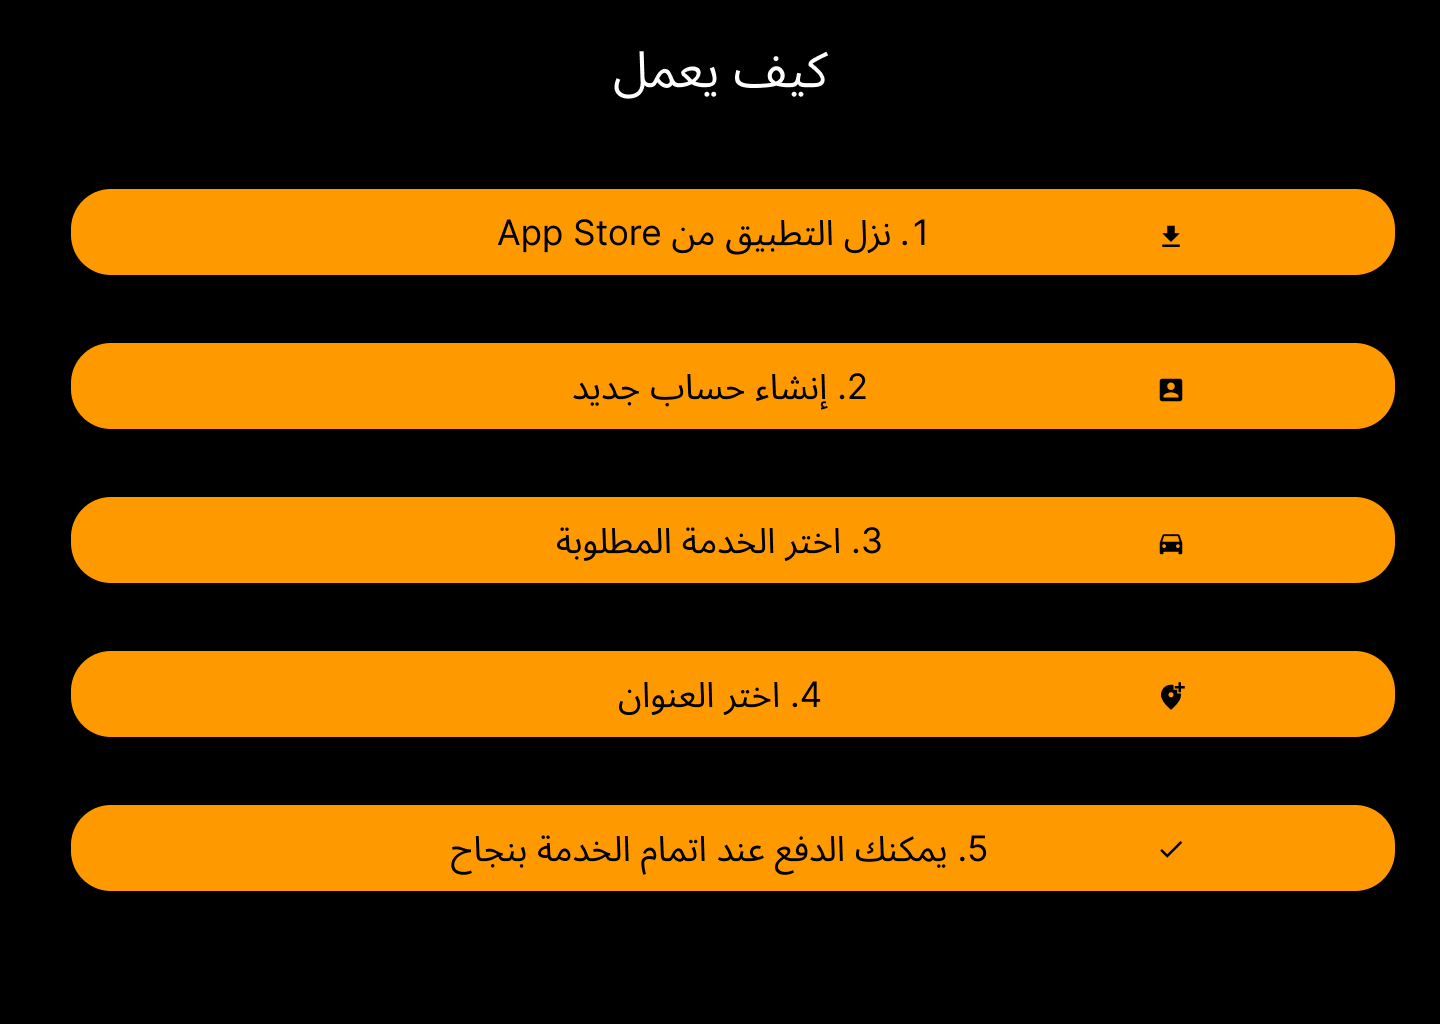 كيف يعمل
1. نزل التطبيق من App Store
2. إنشاء حساب جديد
3. اختر الخدمة المطلوبة
4. اختر العنوان
5. يمكنك الدفع عند اتمام الخدمة بنجاح